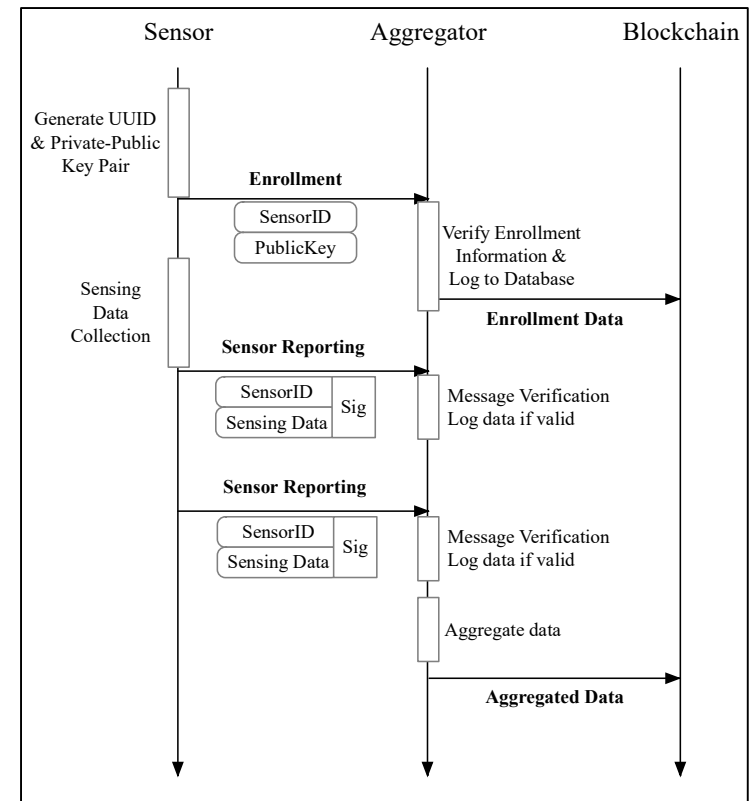 Sensor
Aggregator
Blockchain
Generate UUID
& Private-Public
Key Pair
Enrollment
SensorID
PublicKey
Verify Enrollment
Information &
Log to Database
Enrollment Data
Sensing
Data
Collection
Sensor Reporting
SensorID
Sensing Data
Sig
Message Verification
Log data if valid
Sensor Reporting
SensorID
Sensing Data
Sig
Message Verification
Log data if valid
Aggregate data
Aggregated Data